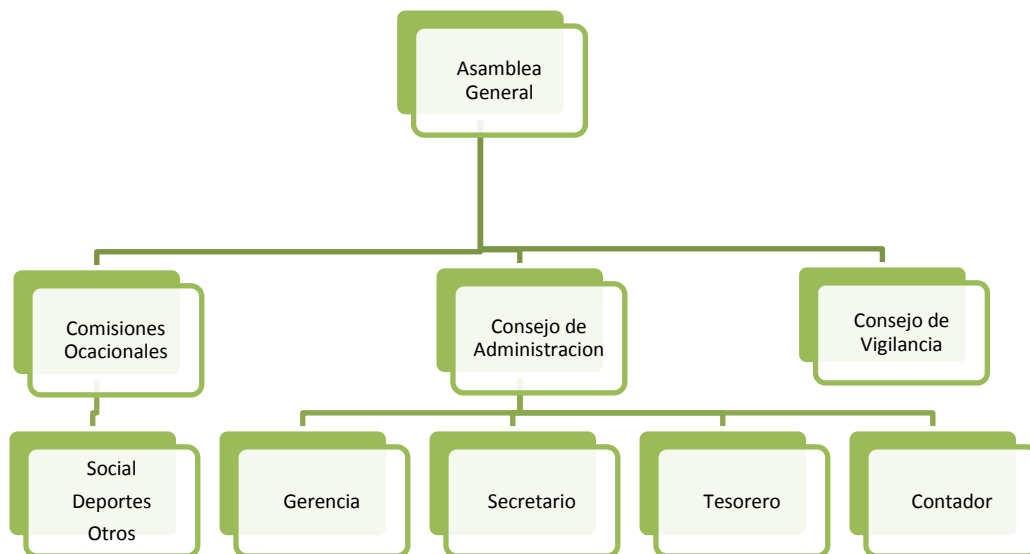 Asamblea
General
Comisiones
Ocacionales
Consejo de
Administracion
Consejo de
Vigilancia
Social
Deportes
Otros
Gerencia
Secretario
Tesorero
Contador